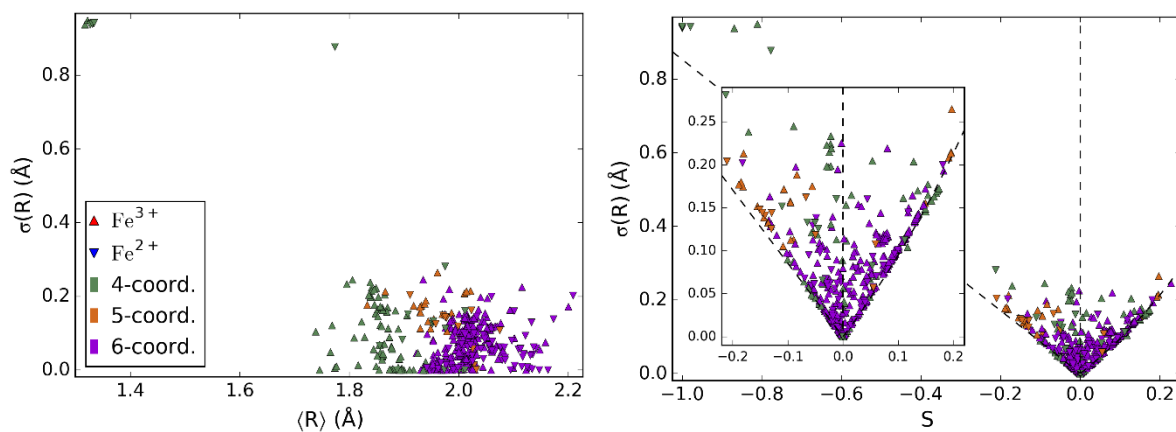 σ(R) (Å)
0.8
0.6
0.4
0.2
0.0
Fe3+
Fe2+
4-coord.
5-coord.
6-coord.
1.4 1.6 1.8 2.0 2.2
⟨R⟩ (Å)
σ(R) (Å)
0.8
0.6
0.4
0.2
0.0
0.25
0.20
0.15
0.10
0.05
0.00
−0.2 −0.1 0.0 0.1 0.2
−1.0 −0.8 −0.6 −0.4 −0.2 0.0 0.2
S